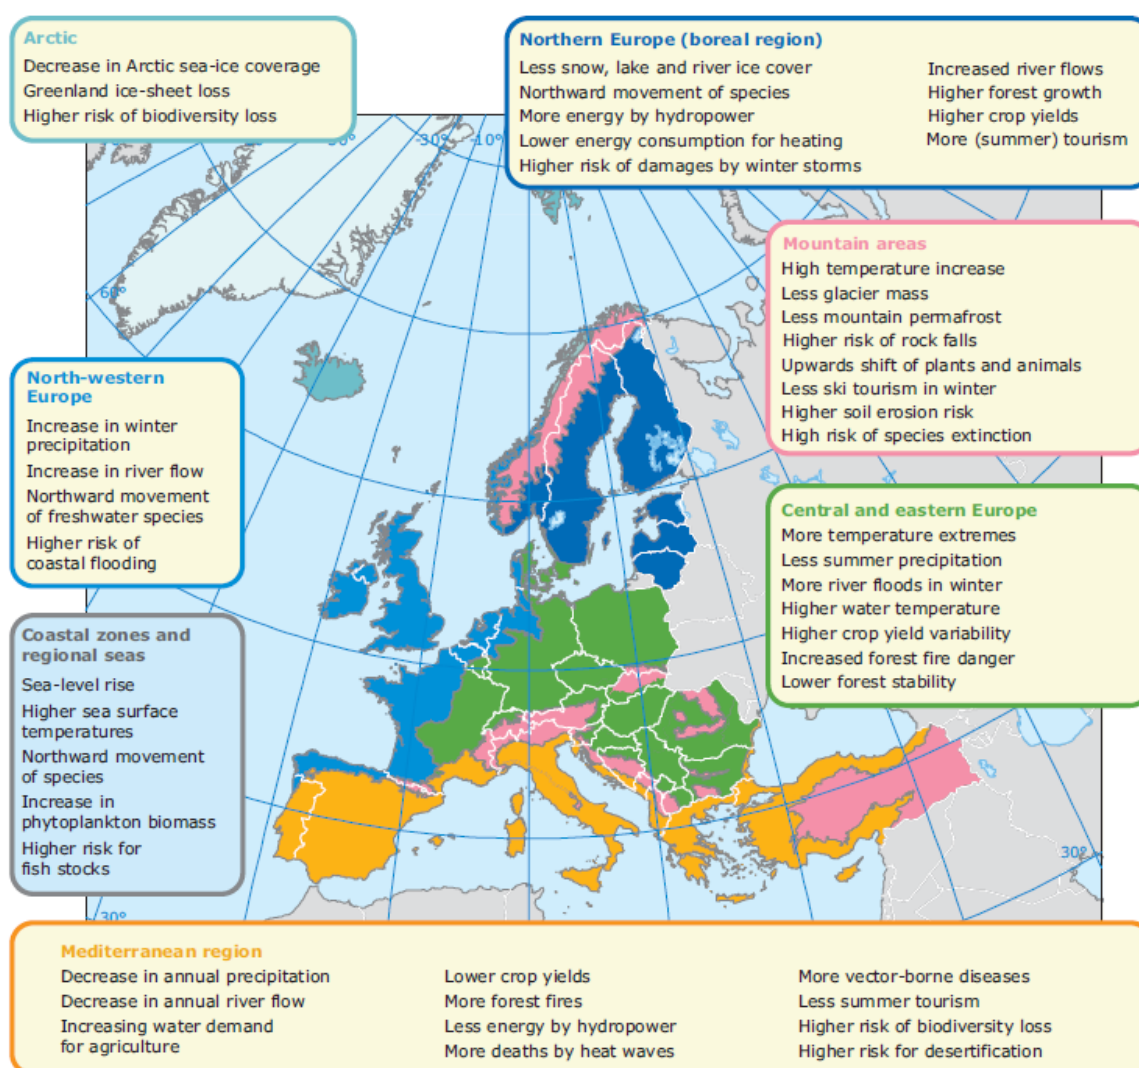 Arctic
Decrease in Arctic sea-ice coverage
Greenland ice-sheet loss
Higher risk of biodiversity loss
Northern Europe (boreal region)
Less snow, lake and river ice cover
Northward movement of species
More energy by hydropower
Lower energy consumption for heating
Higher risk of damages by winter storms
Increased river flows
Higher forest growth
Higher crop yields
More (summer) tourism
-30°
-10°
60°
Mountain areas
High temperature increase
Less glacier mass
Less mountain permafrost
Higher risk of rock falls
Upwards shift of plants and animals
Less ski tourism in winter
Higher soil erosion risk
High risk of species extinction
North-western
Europe
Increase in winter
precipitation
Increase in river flow
Northward movement
of freshwater species
Higher risk of
coastal flooding
Central and eastern Europe
More temperature extremes
Less summer precipitation
More river floods in winter
Higher water temperature
Higher crop yield variability
Increased forest fire danger
Lower forest stability
Coastal zones and
regional seas
Sea-level rise
Higher sea surface
temperatures
Northward movement
of species
Increase in
phytoplankton biomass
Higher risk for
fish stocks
30°
30°
Mediterranean region
Decrease in annual precipitation
Decrease in annual river flow
Increasing water demand
for agriculture
Lower crop yields
More forest fires
Less energy by hydropower
More deaths by heat waves
More vector-borne diseases
Less summer tourism
Higher risk of biodiversity loss
Higher risk for desertification